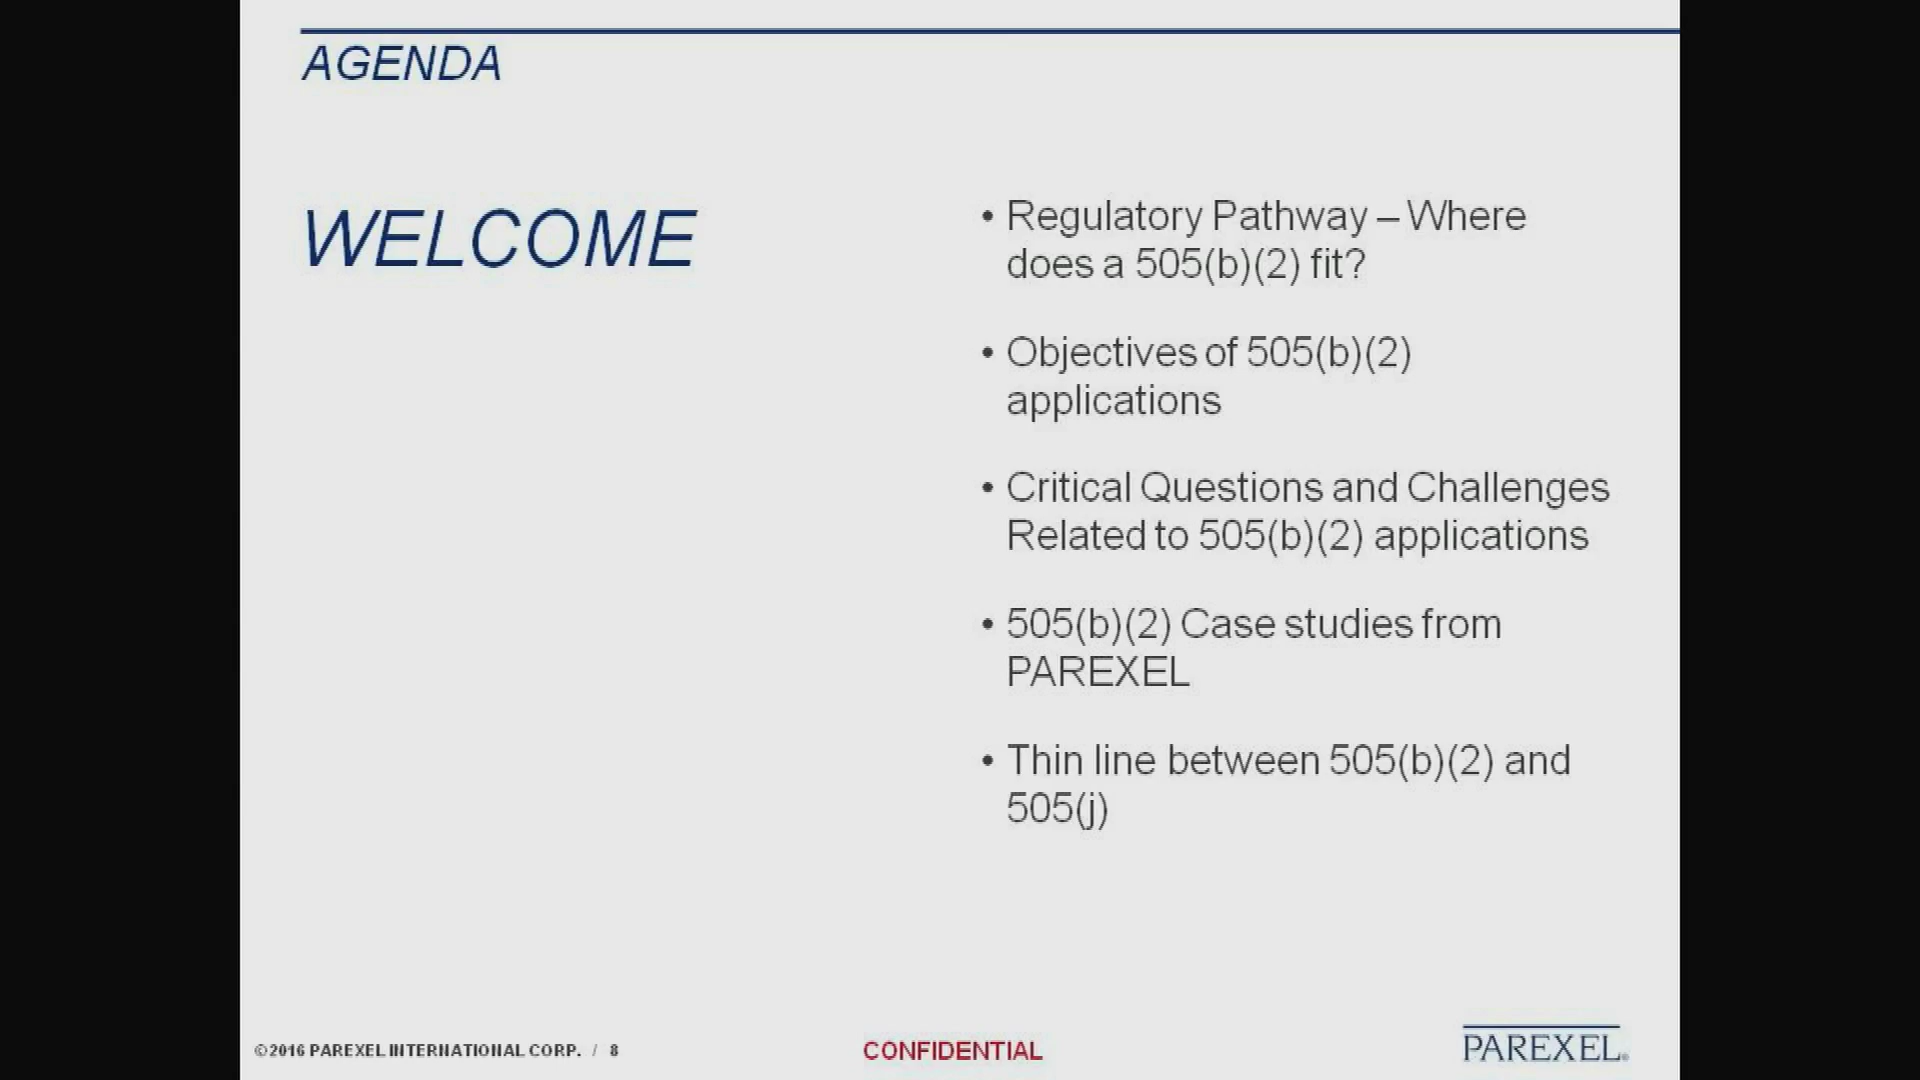 AGENDA
WELCOME
• Regulatory Pathway – Where
does a 505(b)(2) fit?
• Objectives of 505(b)(2)
applications
• Critical Questions and Challenges
Related to 505(b)(2) applications
• 505(b)(2) Case studies from
PAREXEL
• Thin line between 505(b)(2) and
505(j)
©2016 PAREXEL INTERNATIONAL CORP. / 8
CONFIDENTIAL
PAREXEL®